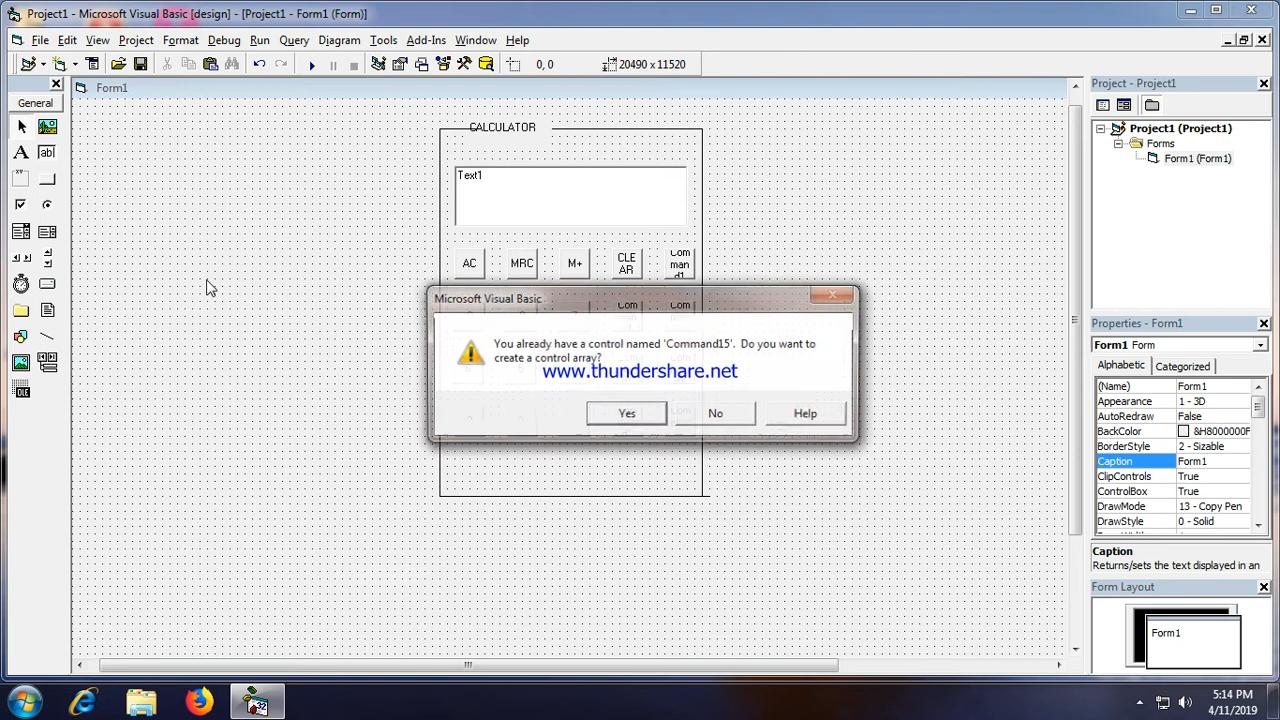 Project1 - Microsoft Visual Basic [design] - [Project1 - Form1 (Form)]
File Edit View Project Format Debug Run Query Diagram Tools Add-Ins Window Help
0, 0 20490 x 11520
General
Form1
CALCULATOR
Text1
AC MRC M+ CLE
AR
Com
man
d1
Microsoft Visual Basic
You already have a control named 'Command15'. Do you want to
create a control array?
www.thundershare.net
Yes No Help
Project - Project1
Project1 (Project1)
Forms
Form1 (Form1)
Properties - Form1
Form1 Form
Alphabetic Categorized
(Name) Form1
Appearance 1 - 3D
AutoRedraw False
BackColor &H8000000F
BorderStyle 2 - Sizable
Caption Form1
ClipControls True
ControlBox True
DrawMode 13 - Copy Pen
DrawStyle 0 - Solid
Caption
Returns/sets the text displayed in an
Form Layout
Form1
32
5:14 PM
4/11/2019